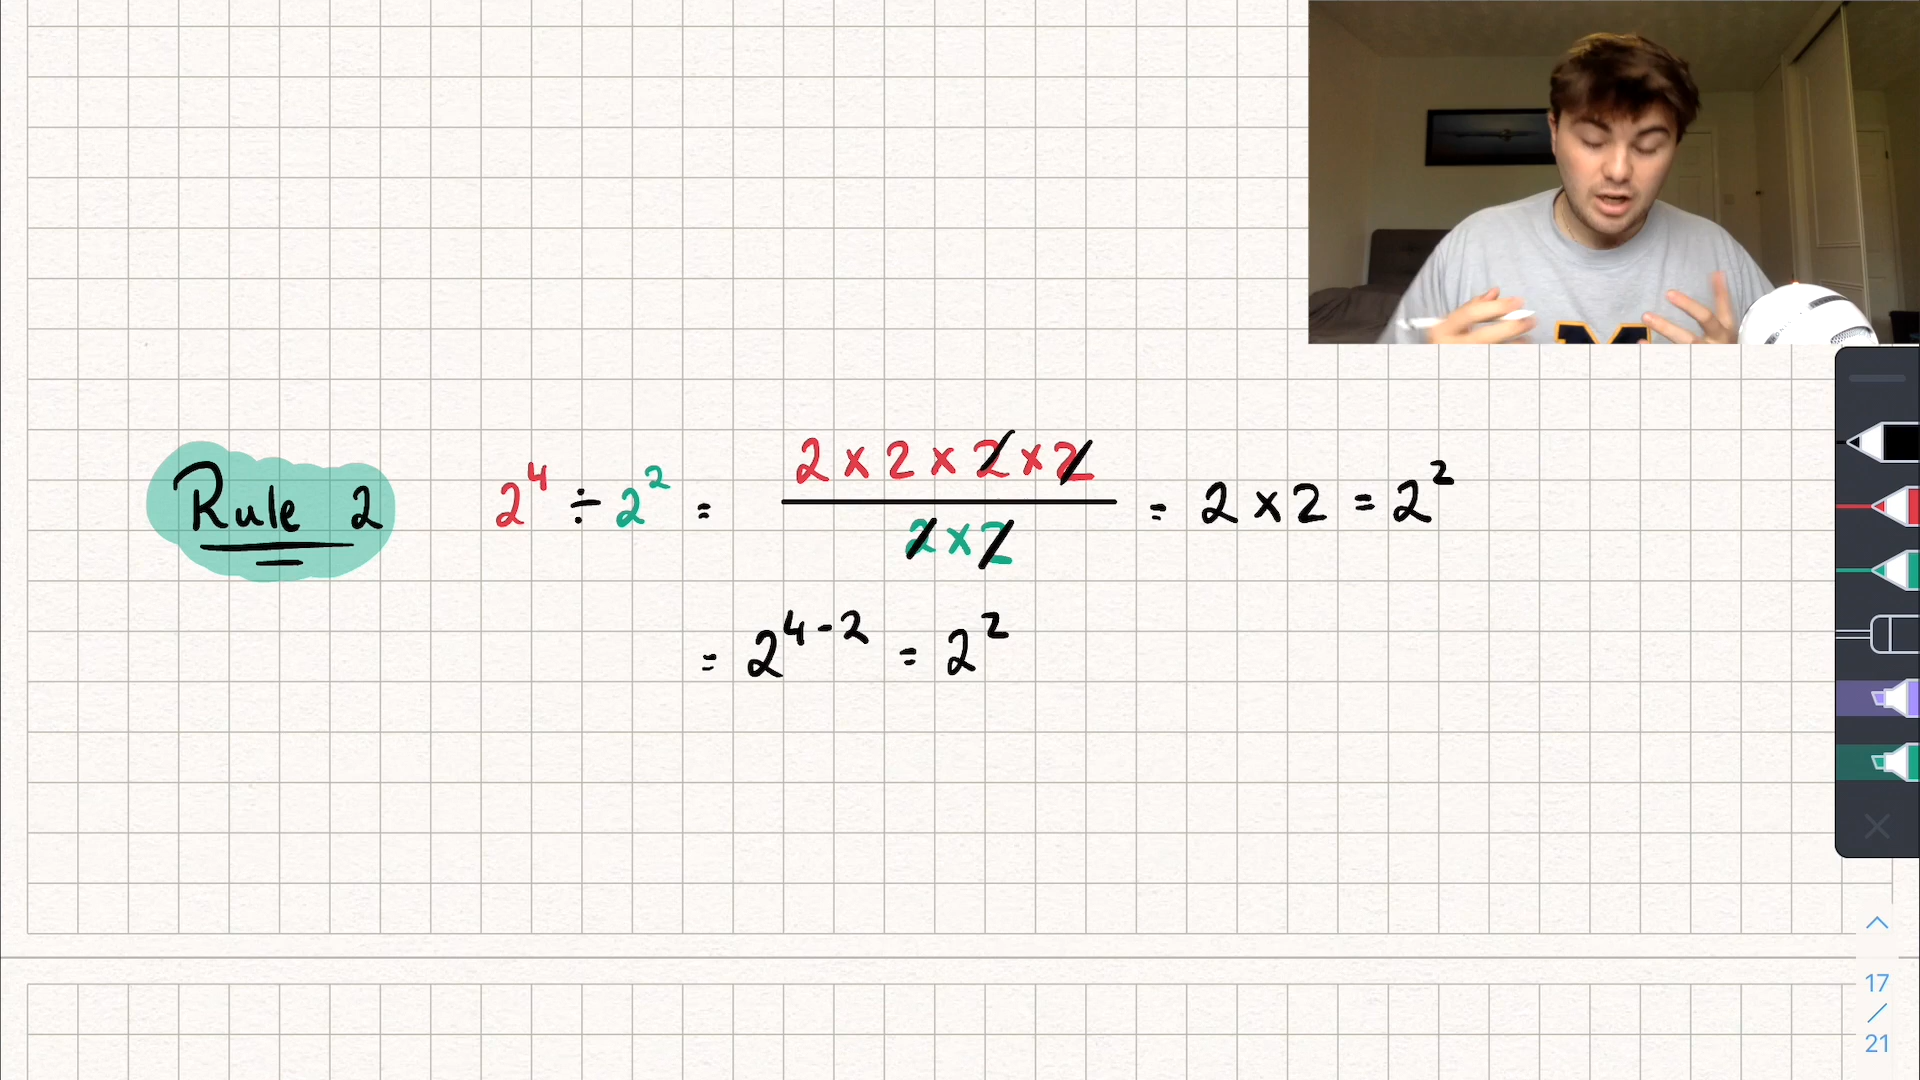 Rule 2
2⁴ ÷ 2² = 2 × 2 × 2 × 2 / 2 × 2 = 2 × 2 = 2²
= 2⁴⁻² = 2²
M
17
/
21